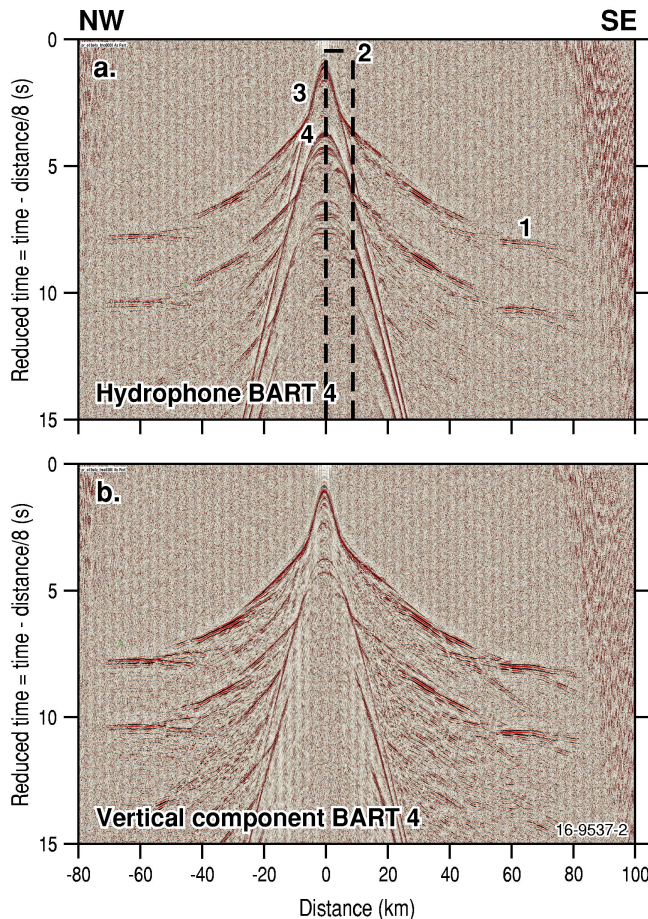 NW SE
0
5
10
15
Reduced time = time - distance/8 (s)
a.
2
3
4
1
Hydrophone BART 4
0
5
10
15
Reduced time = time - distance/8 (s)
b.
Vertical component BART 4
16-9537-2
-80 -60 -40 -20 0 20 40 60 80 100
Distance (km)